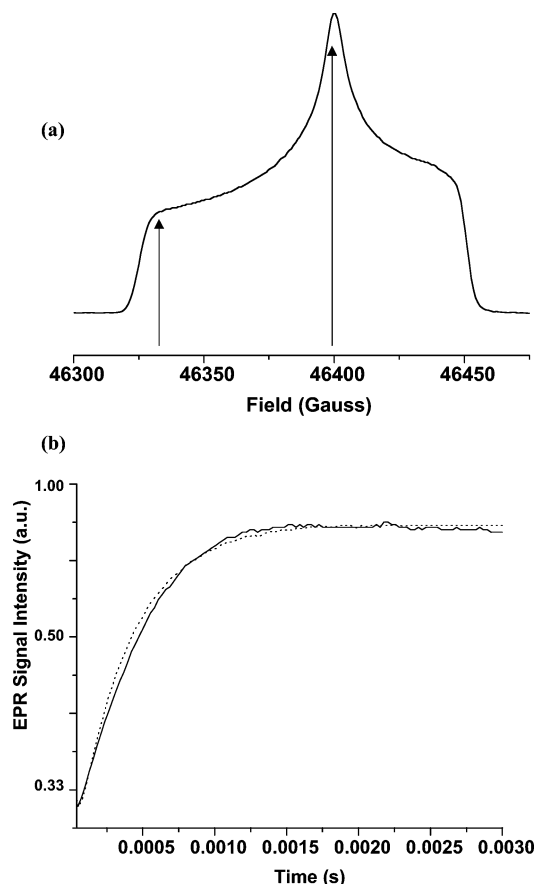 (a)
46300 46350 46400 46450
Field (Gauss)
(b)
EPR Signal Intensity (a.u.)
1.00
0.50
0.33
0.0005 0.0010 0.0015 0.0020 0.0025 0.0030
Time (s)